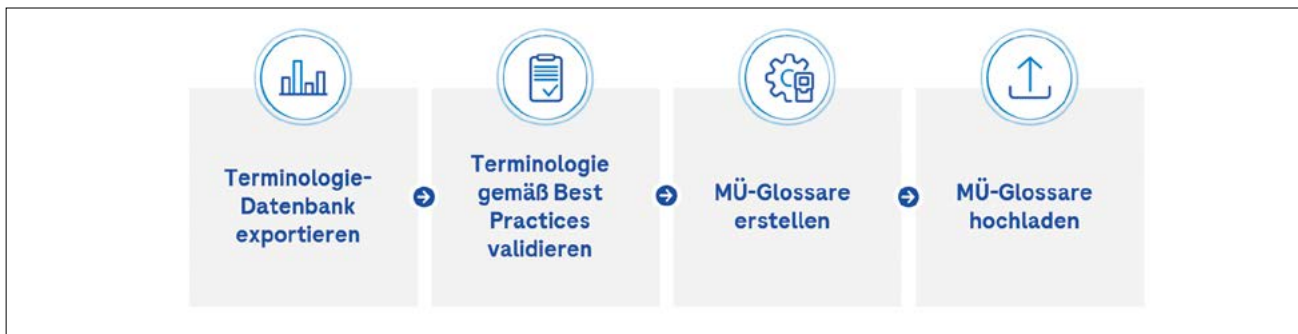 Terminologie-
Datenbank
exportieren
Terminologie
gemäß Best
Practices
validieren
MÜ-Glossare
erstellen
MÜ-Glossare
hochladen